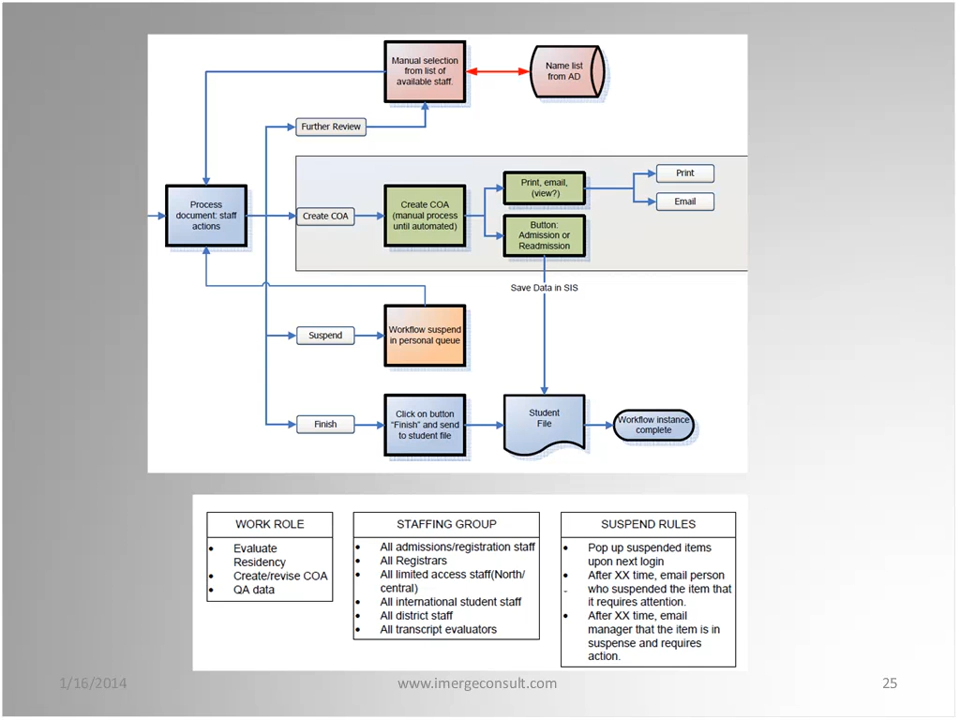 Manual selection
from list of
available staff.
Name list
from AD
Further Review
Process
document: staff
actions
Create COA
Create COA
(manual process
until automated)
Print, email,
(view?)
Print
Email
Button:
Admission or
Readmission
Save Data in SIS
Suspend
Workflow suspend
in personal queue
Finish
Click on button
“Finish” and send
to student file
Student
File
Workflow instance
complete
WORK ROLE
• Evaluate
Residency
• Create/revise COA
• QA data
STAFFING GROUP
• All admissions/registration staff
• All Registrars
• All limited access staff(North/
central)
• All international student staff
• All district staff
• All transcript evaluators
SUSPEND RULES
• Pop up suspended items
upon next login
• After XX time, email person
who suspended the item that
it requires attention.
• After XX time, email
manager that the item is in
suspense and requires
action.
1/16/2014
www.imergeconsult.com
25